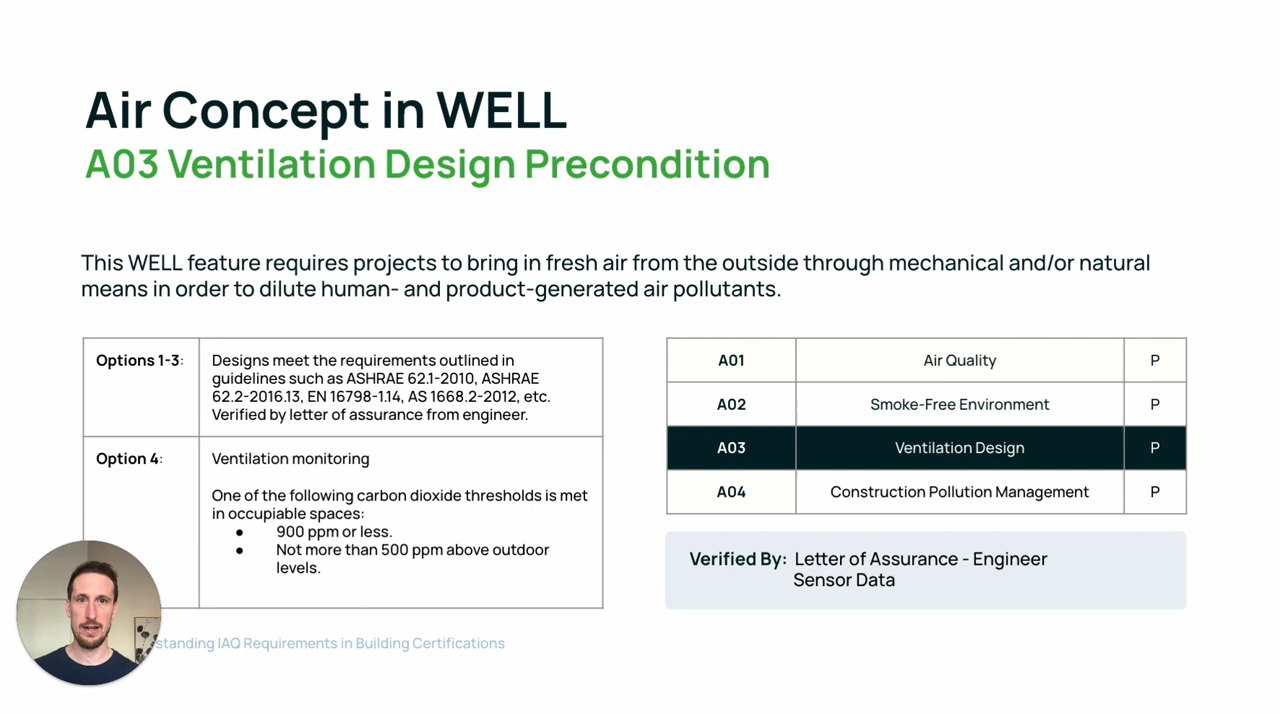 Air Concept in WELL
A03 Ventilation Design Precondition
This WELL feature requires projects to bring in fresh air from the outside through mechanical and/or natural
means in order to dilute human- and product-generated air pollutants.
Options 1-3:
Designs meet the requirements outlined in
guidelines such as ASHRAE 62.1-2010, ASHRAE
62.2-2016.13, EN 16798-1.14, AS 1668.2-2012, etc.
Verified by letter of assurance from engineer.
Option 4:
Ventilation monitoring
One of the following carbon dioxide thresholds is met
in occupiable spaces:
● 900 ppm or less.
● Not more than 500 ppm above outdoor
levels.
A01 Air Quality P
A02 Smoke-Free Environment P
A03 Ventilation Design P
A04 Construction Pollution Management P
Verified By: Letter of Assurance - Engineer
Sensor Data
standing IAQ Requirements in Building Certifications